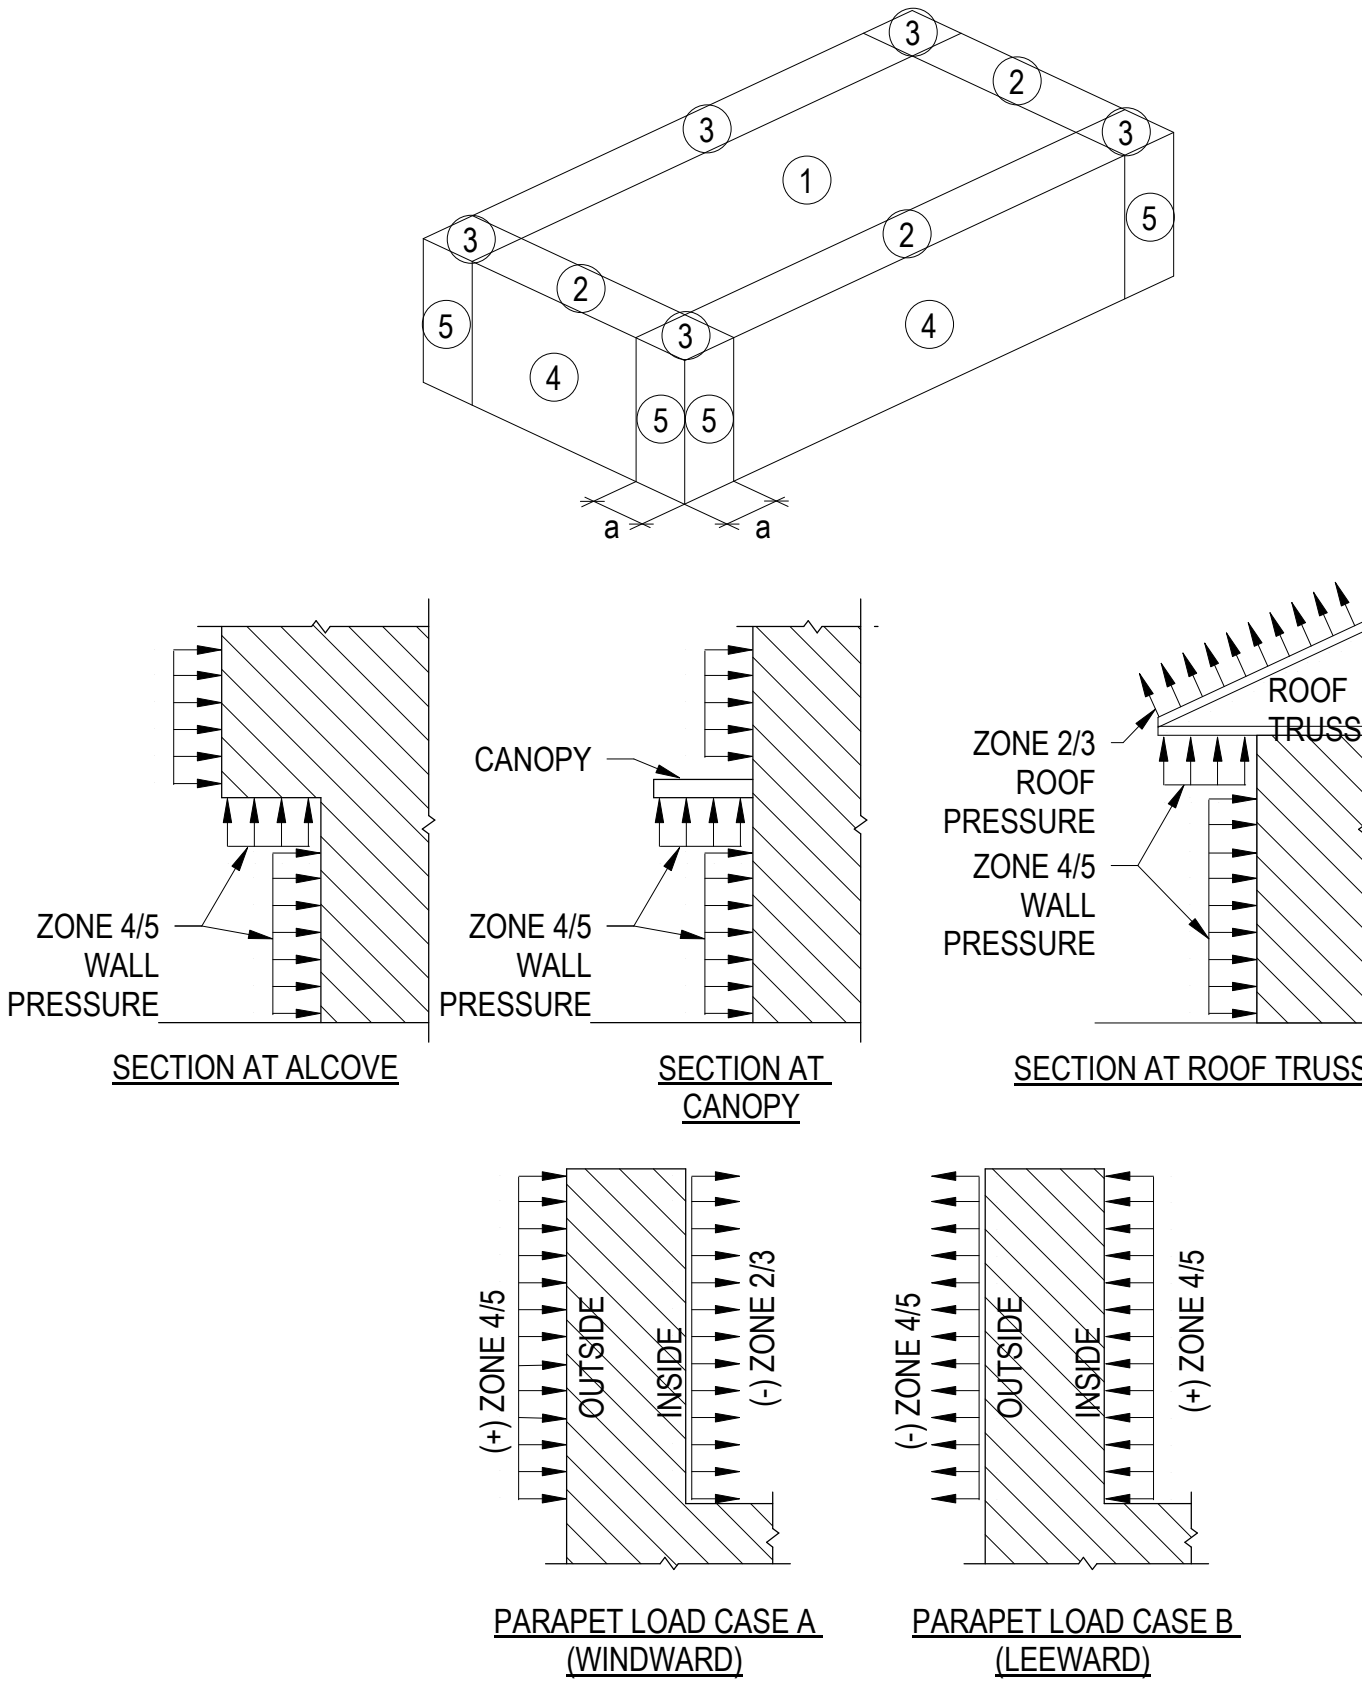 3
2
3
3
1
5
3
2
2
5
3
4
4
5
5
a
a
CANOPY
ROOF
TRUSS
ZONE 2/3
ROOF
PRESSURE
ZONE 4/5
WALL
PRESSURE
ZONE 4/5
WALL
PRESSURE
ZONE 4/5
WALL
PRESSURE
SECTION AT ALCOVE
SECTION AT
CANOPY
SECTION AT ROOF TRUSS
(+) ZONE 4/5
OUTSIDE
INSIDE
(-) ZONE 2/3
(-) ZONE 4/5
OUTSIDE
INSIDE
(+) ZONE 4/5
PARAPET LOAD CASE A
(WINDWARD)
PARAPET LOAD CASE B
(LEEWARD)